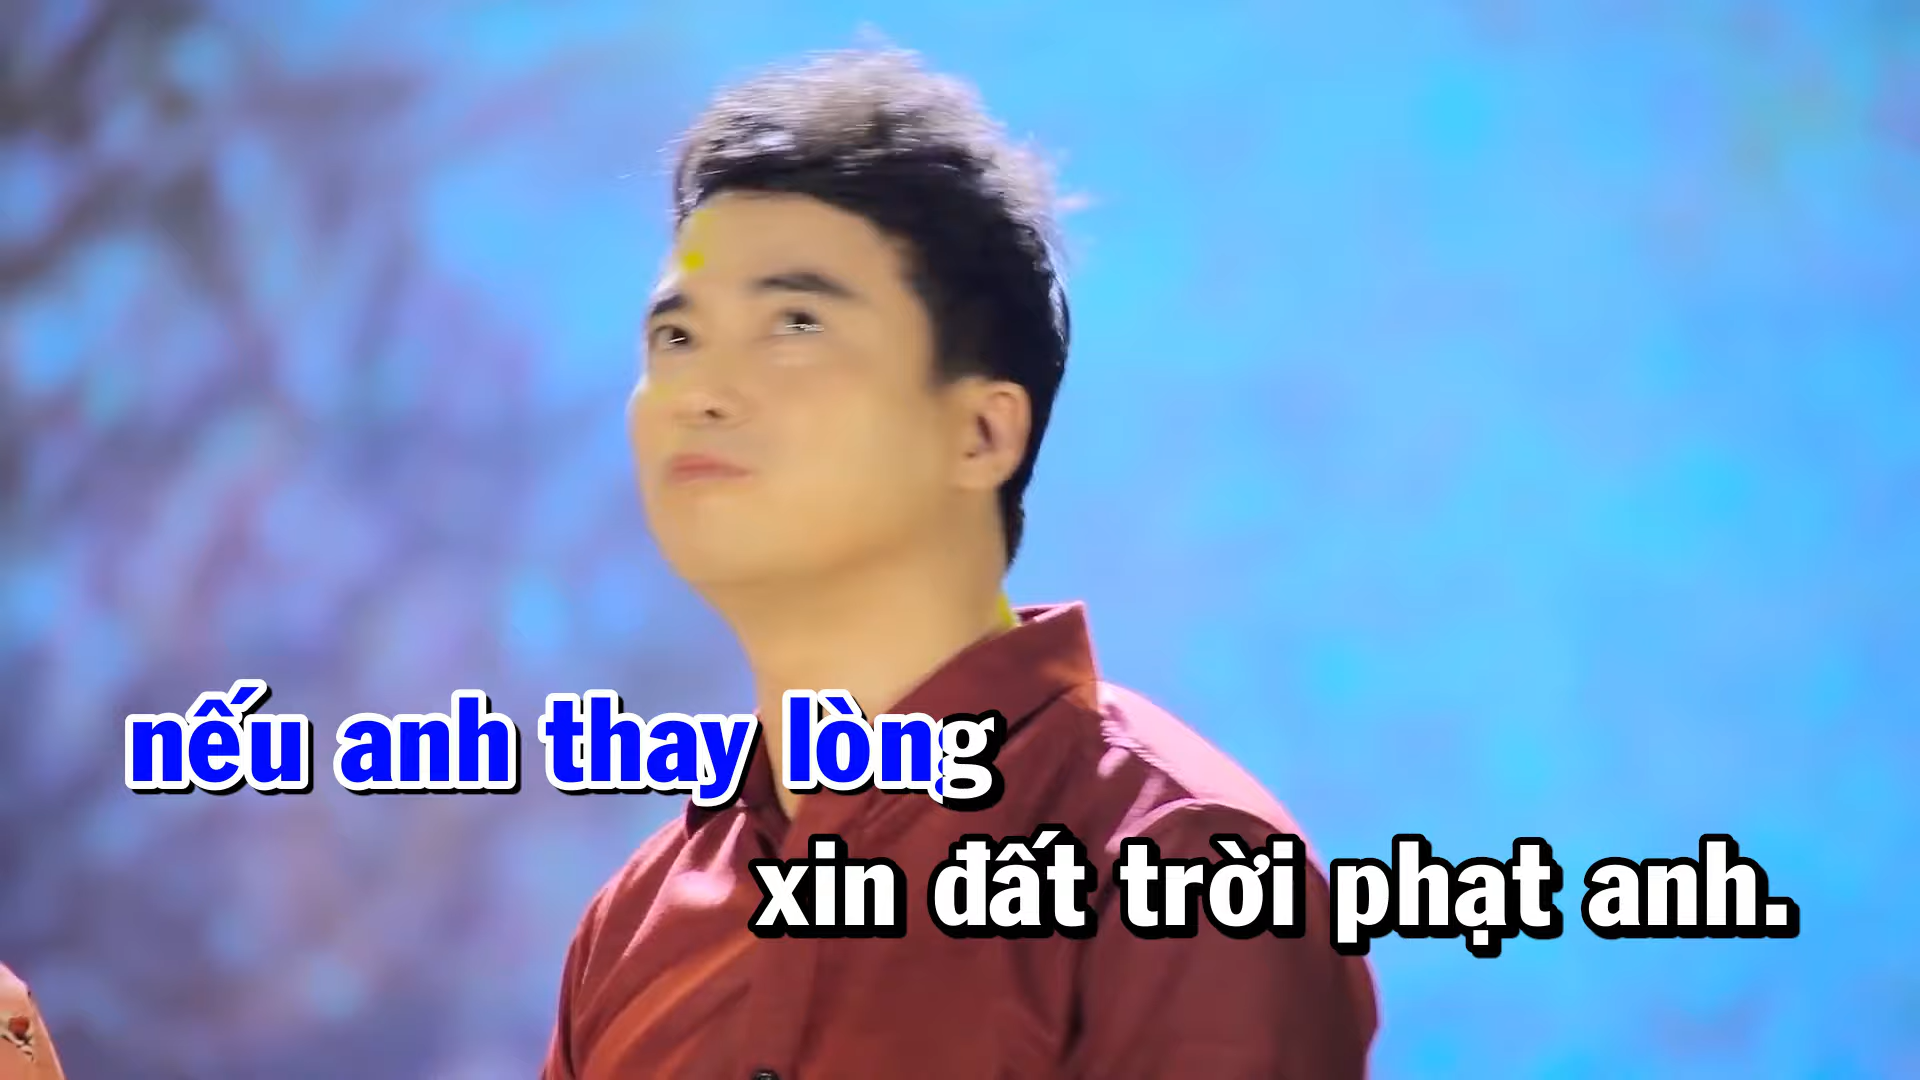 nếu anh thay lòng
xin đất trời phạt anh.